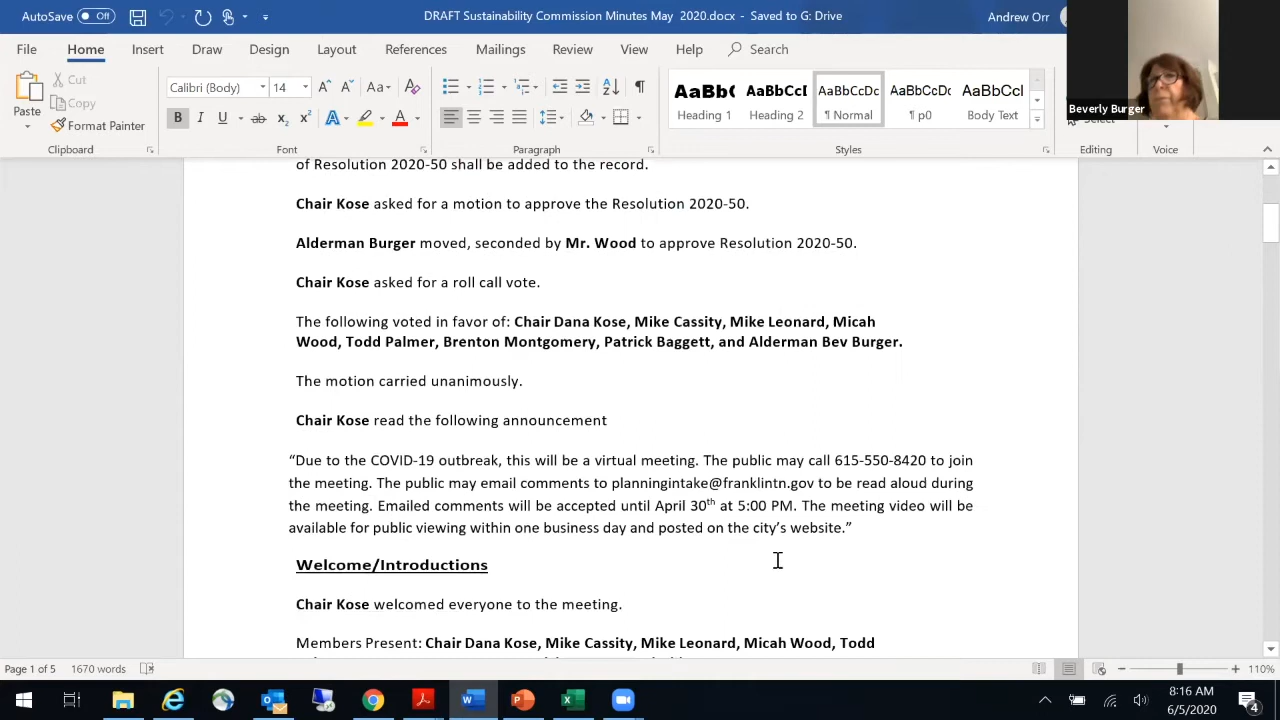 AutoSave Off DRAFT Sustainability Commission Minutes May 2020.docx - Saved to G: Drive Andrew Orr
File Home Insert Draw Design Layout References Mailings Review View Help Search
Beverly Burger
Paste Cut Copy Format Painter
Calibri (Body) 14
AaBbC AaBbCcI AaBbCcDc AaBbCcDc AaBbCcI
Heading 1 Heading 2 ¶ Normal ¶ p0 Body Text
Select
Clipboard Font Paragraph Styles Editing Voice
of Resolution 2020-50 shall be added to the record.
Chair Kose asked for a motion to approve the Resolution 2020-50.
Alderman Burger moved, seconded by Mr. Wood to approve Resolution 2020-50.
Chair Kose asked for a roll call vote.
The following voted in favor of: Chair Dana Kose, Mike Cassity, Mike Leonard, Micah
Wood, Todd Palmer, Brenton Montgomery, Patrick Baggett, and Alderman Bev Burger.
The motion carried unanimously.
Chair Kose read the following announcement
“Due to the COVID-19 outbreak, this will be a virtual meeting. The public may call 615-550-8420 to join
the meeting. The public may email comments to planningintake@franklintn.gov to be read aloud during
the meeting. Emailed comments will be accepted until April 30th at 5:00 PM. The meeting video will be
available for public viewing within one business day and posted on the city’s website.”
Welcome/Introductions
Chair Kose welcomed everyone to the meeting.
Members Present: Chair Dana Kose, Mike Cassity, Mike Leonard, Micah Wood, Todd
Page 1 of 5 1670 words 110%
8:16 AM
6/5/2020
4